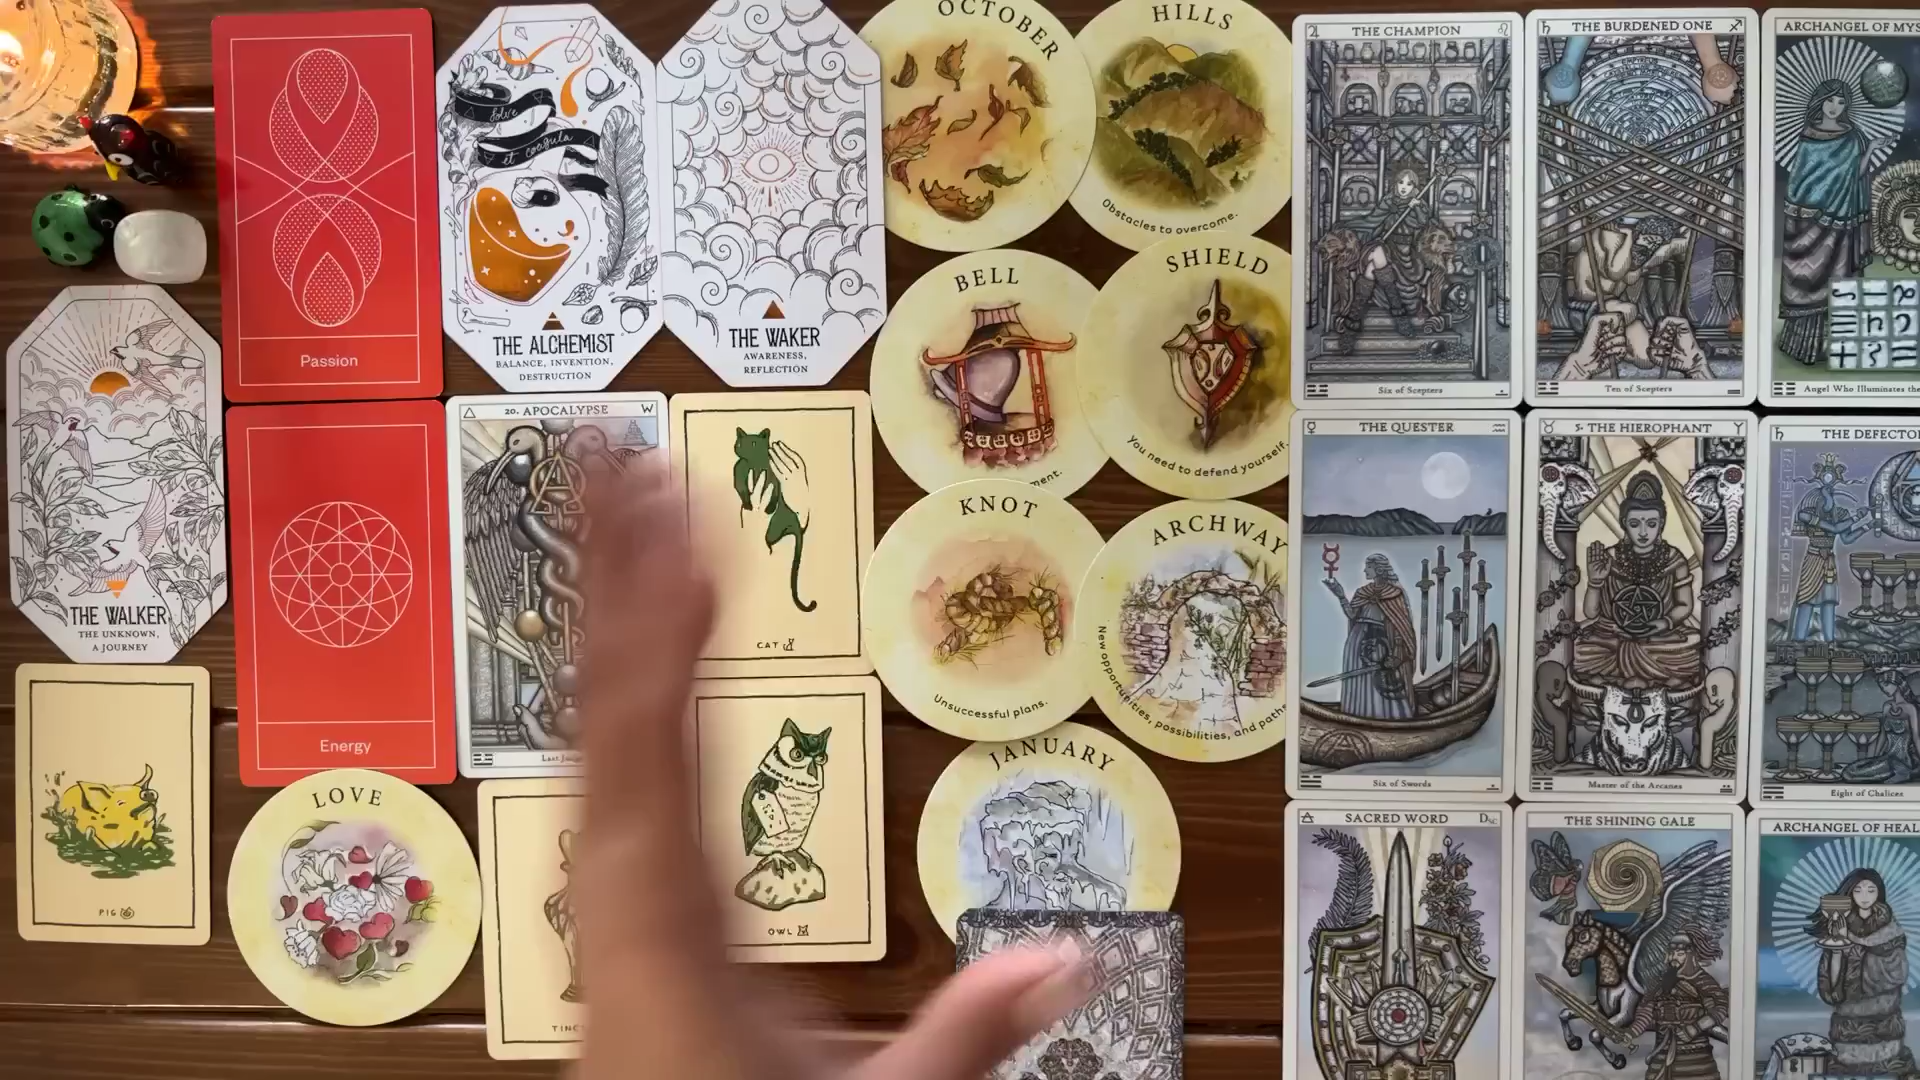 Passion
Solve
et coagula
THE ALCHEMIST
BALANCE, INVENTION,
DESTRUCTION
THE WAKER
AWARENESS,
REFLECTION
OCTOBER
HILLS
Obstacles to overcome.
THE CHAMPION
Six of Scepters
THE BURDENED ONE
Ten of Scepters
ARCHANGEL OF
Angel Who Illuminates
THE WALKER
THE UNKNOWN,
A JOURNEY
Energy
20. APOCALYPSE
CAT
BELL
SHIELD
You need to defend yourself.
KNOT
Unsuccessful plans.
ARCHWAY
New opportunities, possibilities, and paths
THE QUESTER
Six of Swords
5. THE HIEROPHANT
Master of the Arcanes
THE DEFECTOR
Eight of Chalices
PIG
LOVE
OWL
JANUARY
SACRED WORD
THE SHINING GALE
ARCHANGEL OF